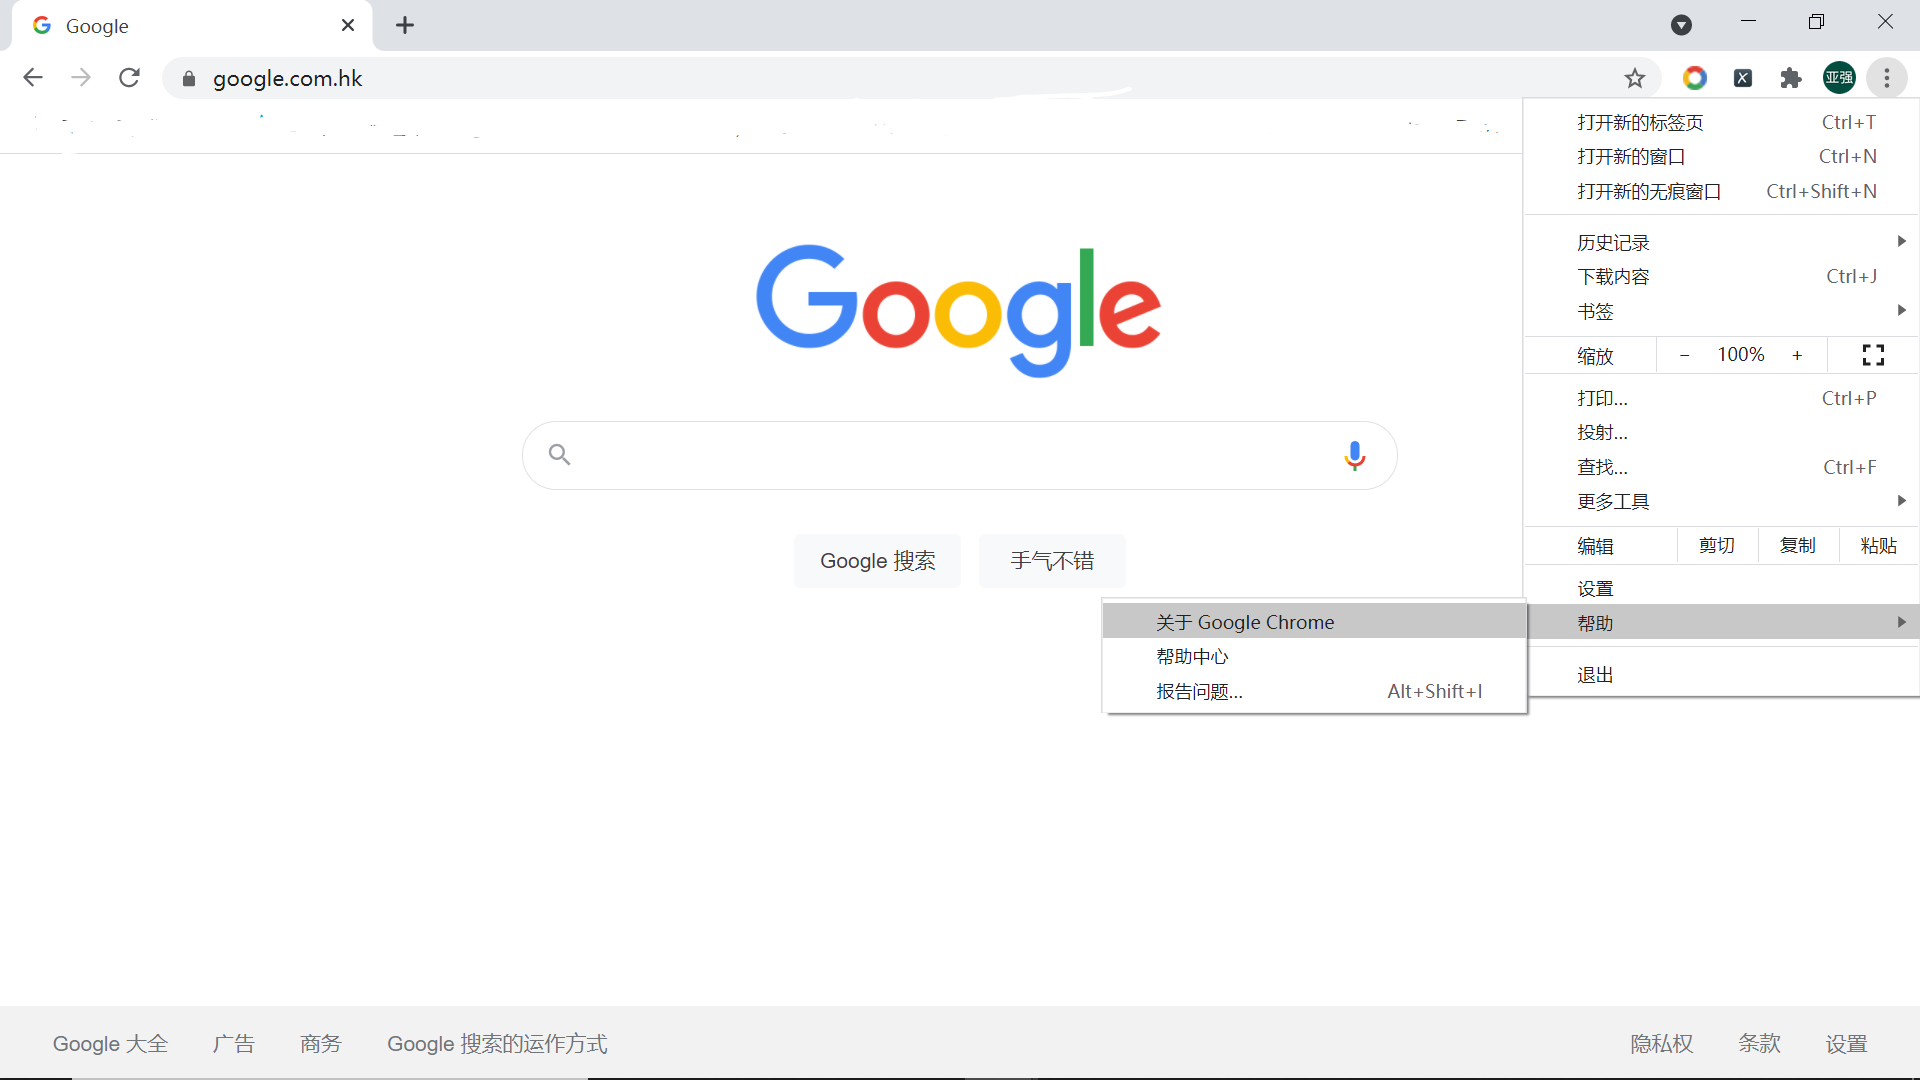 Google
google.com.hk
亚强
打开新的标签页 Ctrl+T
打开新的窗口 Ctrl+N
打开新的无痕窗口 Ctrl+Shift+N
历史记录
下载内容 Ctrl+J
书签
缩放 − 100% +
打印... Ctrl+P
投射...
查找... Ctrl+F
更多工具
编辑 剪切 复制 粘贴
设置
帮助
退出
Google
Google 搜索 手气不错
关于 Google Chrome
帮助中心
报告问题... Alt+Shift+I
Google 大全 广告 商务 Google 搜索的运作方式 隐私权 条款 设置